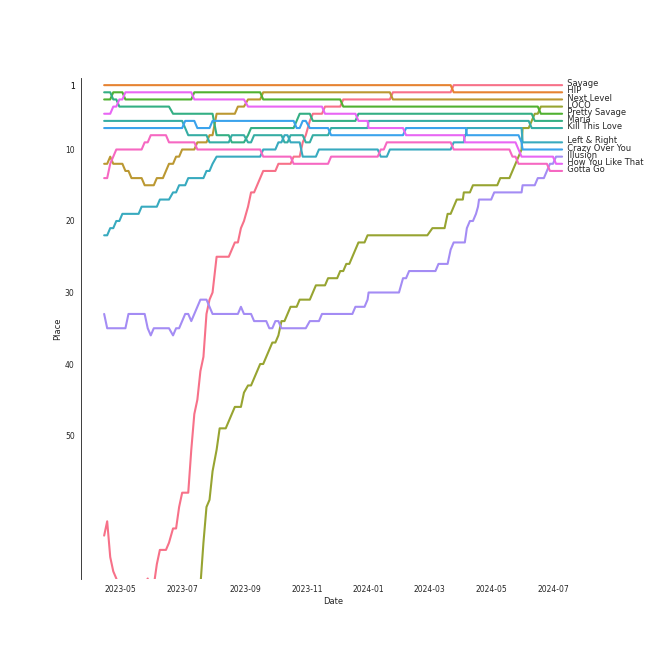 1
10
20
30
40
50
Place
2023-05
2023-07
2023-09
2023-11
2024-01
2024-03
2024-05
2024-07
Date
Savage
HIP
Next Level
LOCO
Pretty Savage
Maria
Kill This Love
Left & Right
Crazy Over You
Illusion
How You Like That
Gotta Go